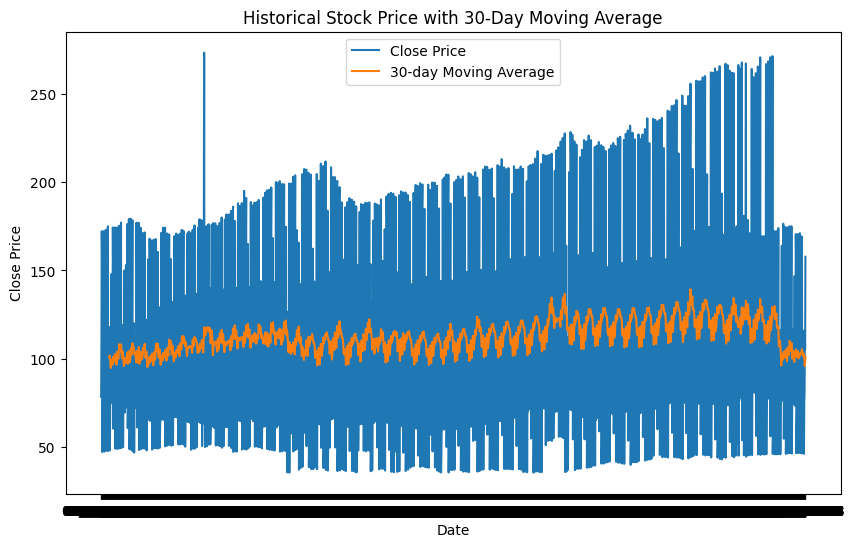 Historical Stock Price with 30-Day Moving Average
Close Price
30-day Moving Average
250
200
150
100
50
Close Price
Date